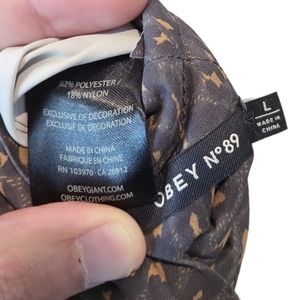 82% POLYESTER /
18% NYLON
EXCLUSIVE OF DECORATION
EXCLUSIF DE DÉCORATION
MADE IN CHINA
FABRIQUÉ EN CHINE
RN 103970 - CA 26912
OBEYGIANT.COM
OBEYCLOTHING.COM
OBEY Nº89
L
MADE IN
CHINA